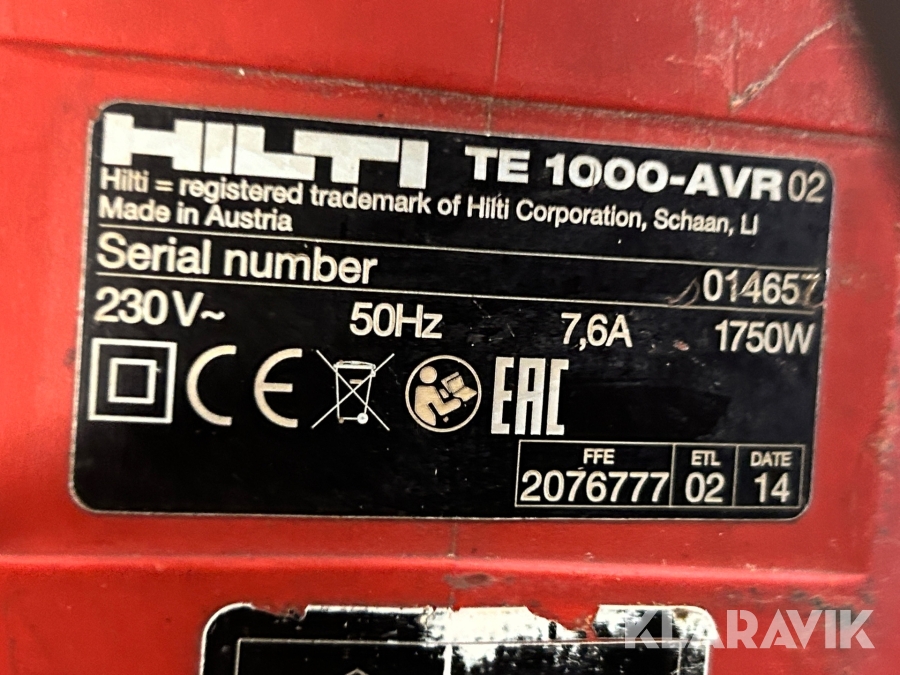 HILTI TE 1000-AVR 02
Hilti = registered trademark of Hilti Corporation, Schaan, LI
Made in Austria
Serial number 014657
230V~ 50Hz 7,6A 1750W
CE EAC
FFE ETL DATE
2076777 02 14
KLARAVIK